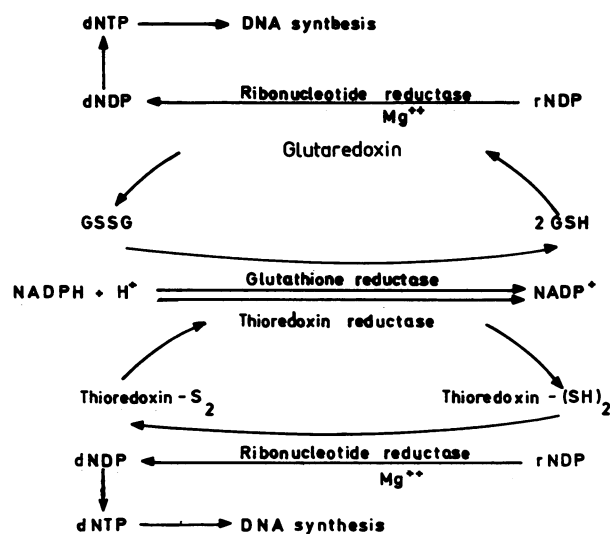 dNTP DNA synthesis
Ribonucleotide reductase
dNDP rNDP
Mg++
Glutaredoxin
GSSG 2 GSH
Glutathione reductase
NADPH + H+ NADP+
Thioredoxin reductase
Thioredoxin - S2 Thioredoxin - (SH)2
Ribonucleotide reductase
dNDP rNDP
Mg++
dNTP DNA synthesis